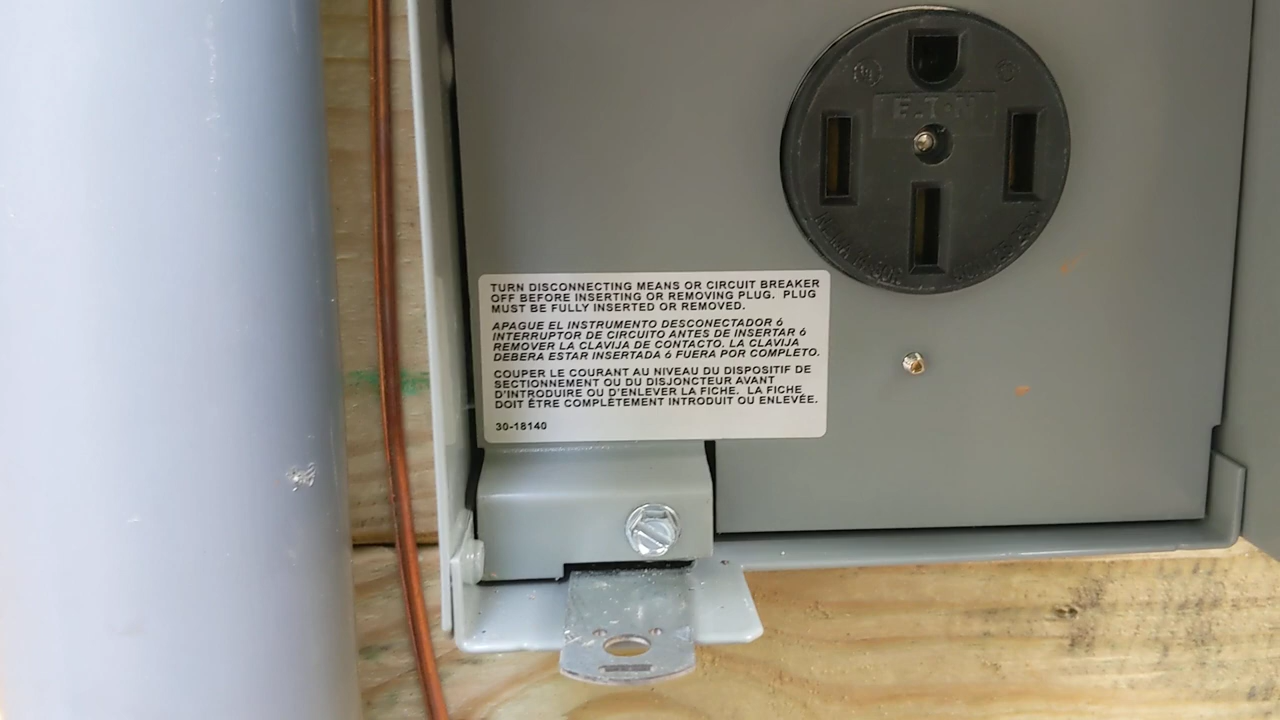 EATON
TURN DISCONNECTING MEANS OR CIRCUIT BREAKER
OFF BEFORE INSERTING OR REMOVING PLUG. PLUG
MUST BE FULLY INSERTED OR REMOVED.
APAGUE EL INSTRUMENTO DESCONECTADOR ó
INTERRUPTOR DE CIRCUITO ANTES DE INSERTAR ó
REMOVER LA CLAVIJA DE CONTACTO. LA CLAVIJA
DEBERA ESTAR INSERTADA ó FUERA POR COMPLETO.
COUPER LE COURANT AU NIVEAU DU DISPOSITIF DE
SECTIONNEMENT OU DU DISJONCTEUR AVANT
D'INTRODUIRE OU D'ENLEVER LA FICHE. LA FICHE
DOIT ÊTRE COMPLÈTEMENT INTRODUIT OU ENLEVÉE.
30-18140